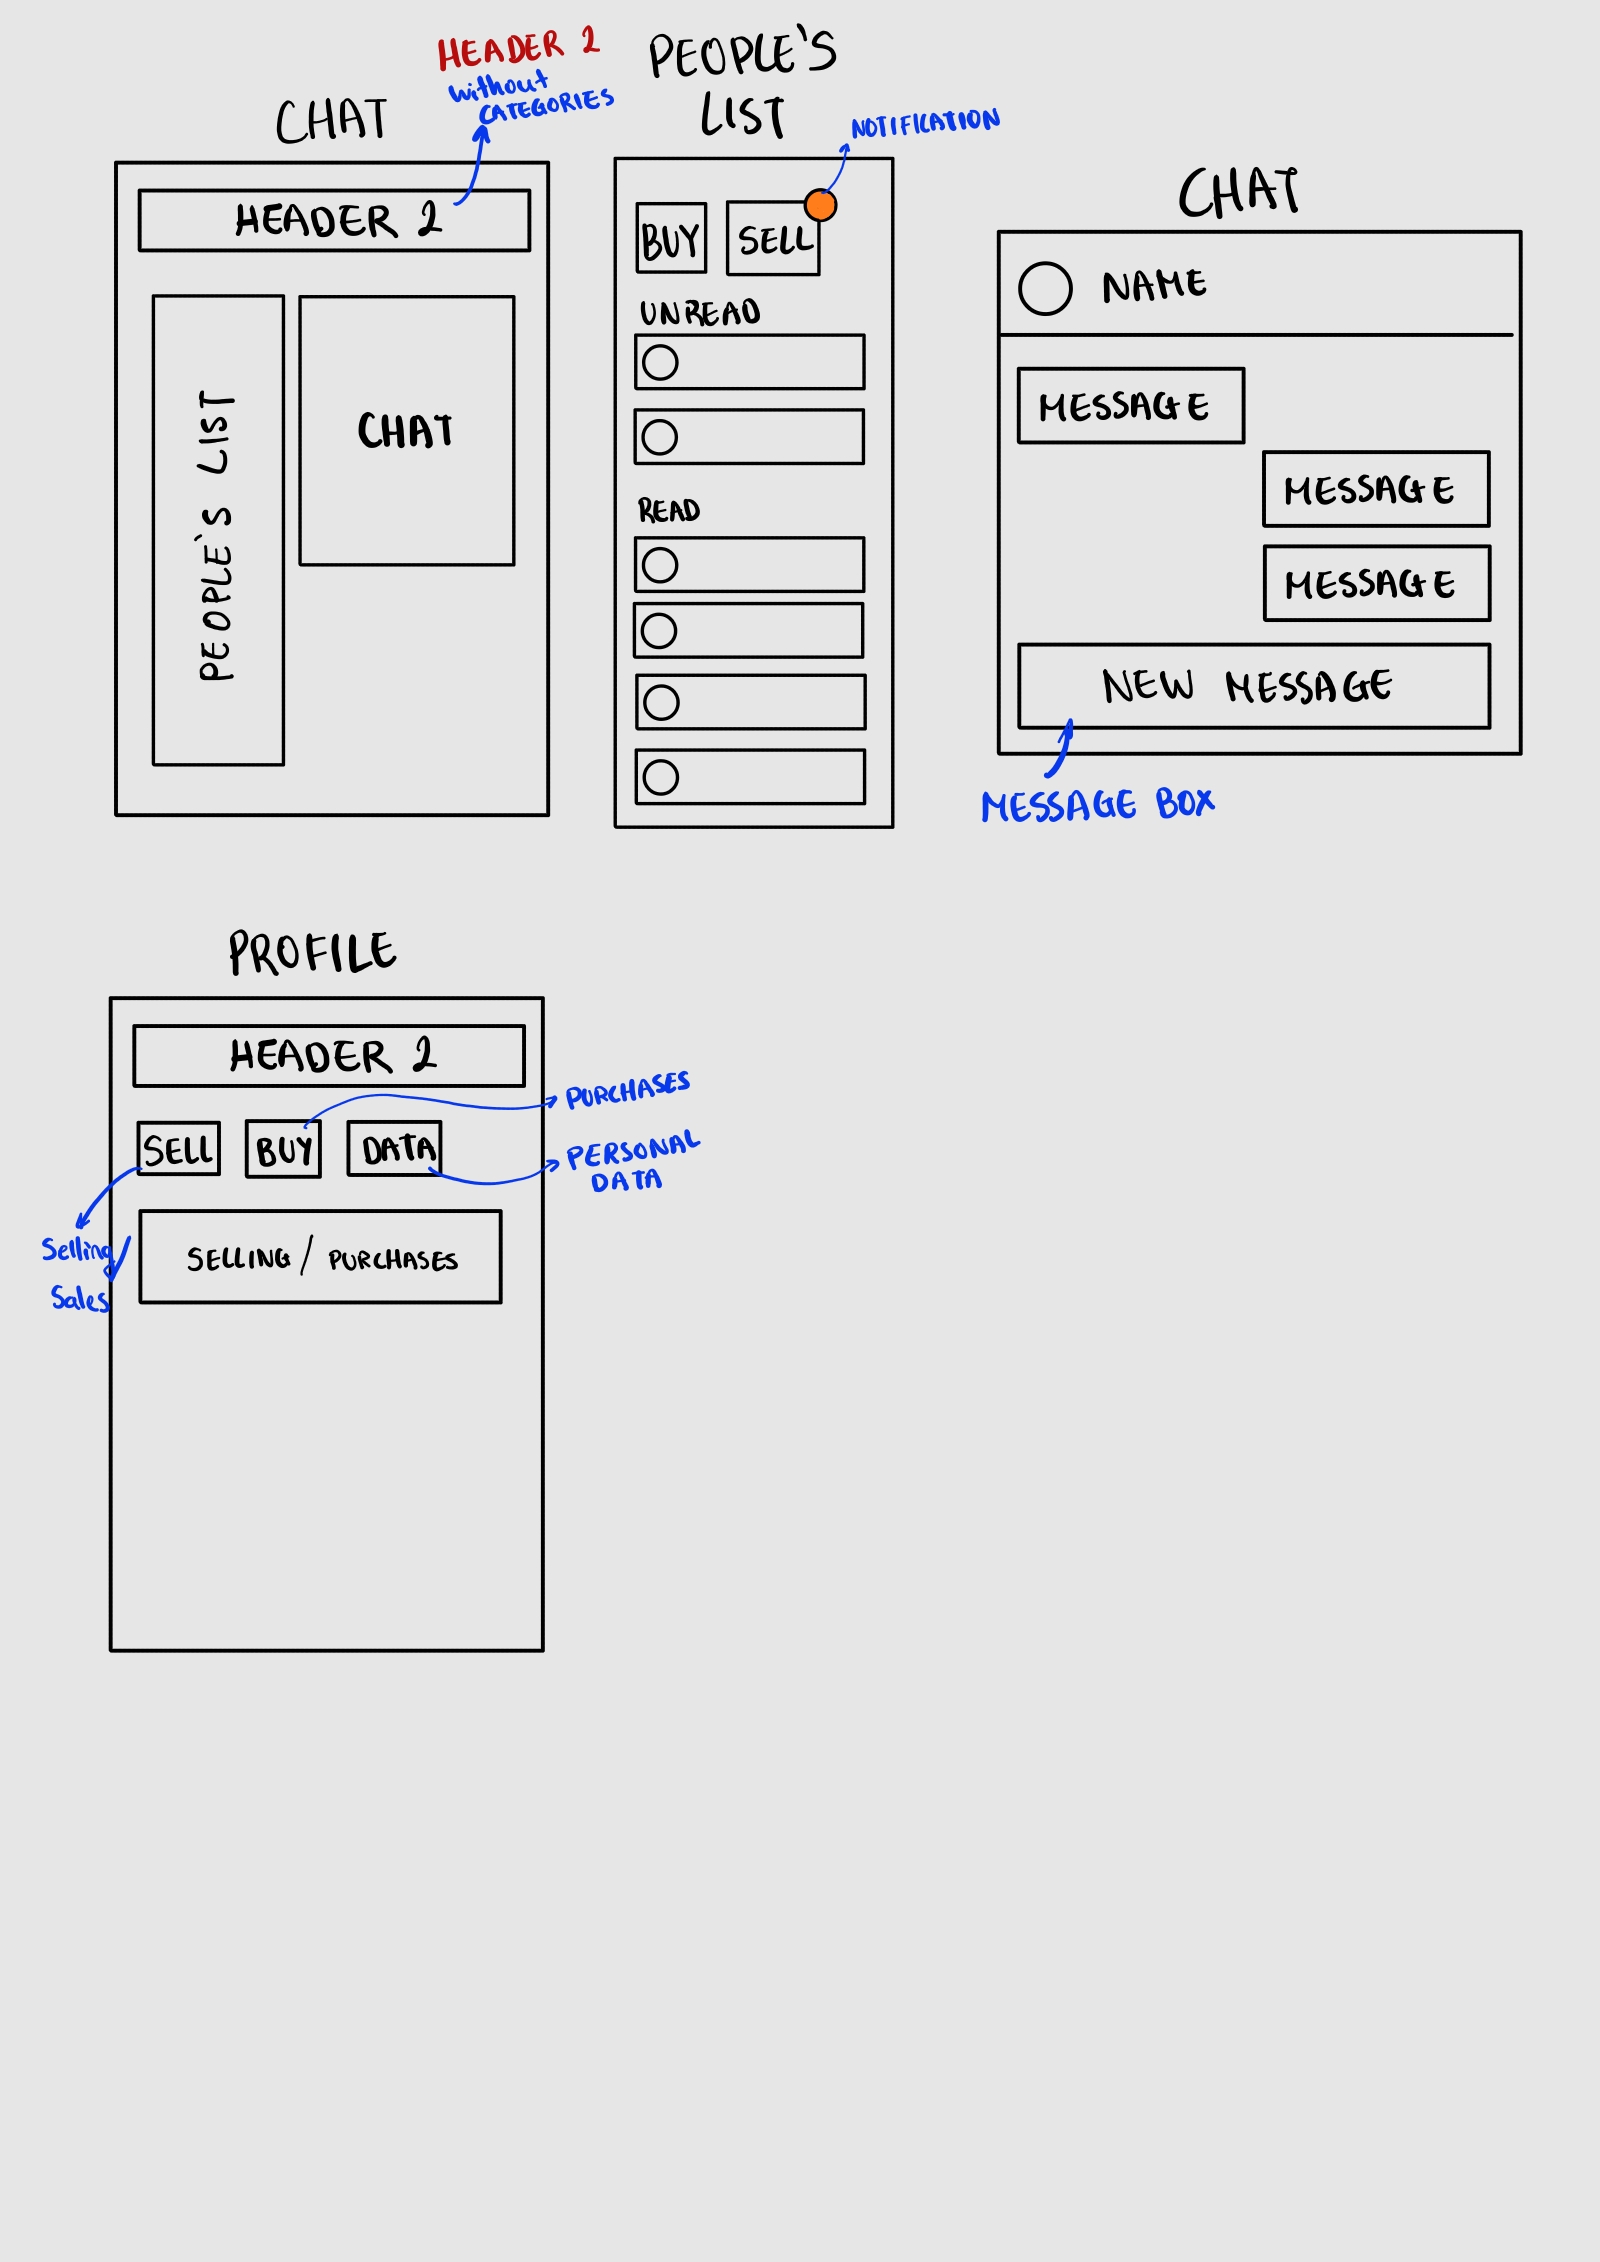 HEADER 2
without
CATEGORIES
CHAT
HEADER 2
PEOPLE'S LIST
CHAT
PEOPLE'S
LIST
NOTIFICATION
BUY
SELL
UNREAD
READ
CHAT
NAME
MESSAGE
MESSAGE
MESSAGE
NEW MESSAGE
MESSAGE BOX
PROFILE
HEADER 2
SELL
BUY
DATA
PURCHASES
PERSONAL
DATA
Selling
Sales
SELLING / PURCHASES